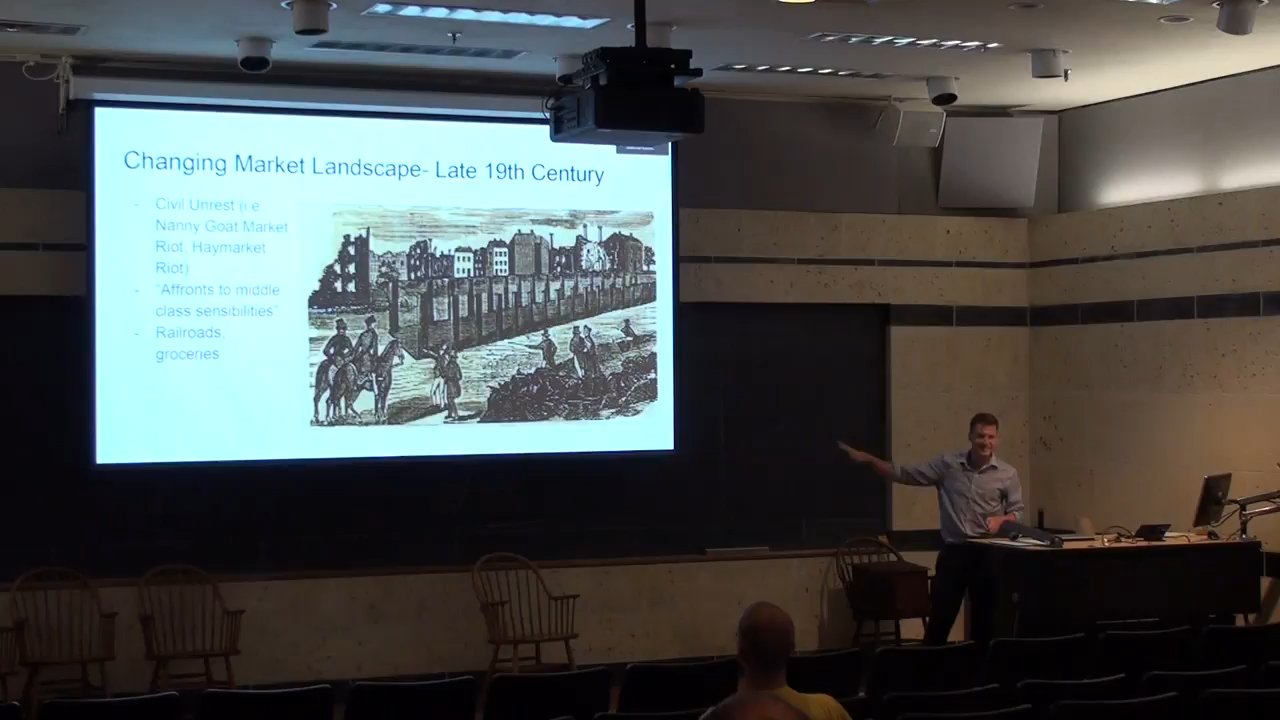 Changing Market Landscape- Late 19th Century
- Civil Unrest (i.e.
Nanny Goat Market
Riot, Haymarket
Riot)
- "Affronts to middle
class sensibilities"
- Railroads,
groceries